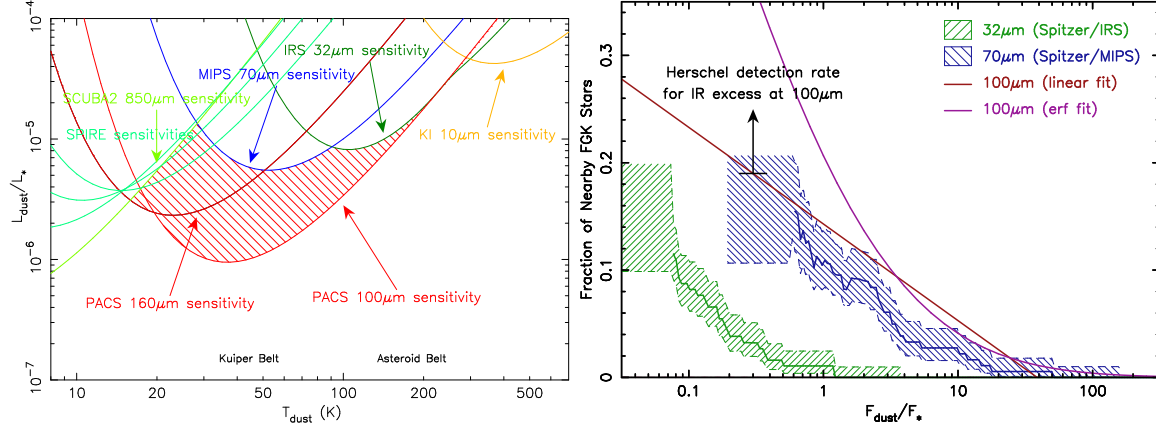 10⁻⁴
10⁻⁵
10⁻⁶
10⁻⁷
L_dust/L_*
IRS 32μm sensitivity
MIPS 70μm sensitivity
SCUBA2 850μm sensitivity
SPIRE sensitivities
KI 10μm sensitivity
PACS 160μm sensitivity
PACS 100μm sensitivity
Kuiper Belt
Asteroid Belt
10
20
50
100
200
500
T_dust (K)
0.3
0.2
0.1
0
Fraction of Nearby FGK Stars
32μm (Spitzer/IRS)
70μm (Spitzer/MIPS)
100μm (linear fit)
100μm (erf fit)
Herschel detection rate
for IR excess at 100μm
0.1
1
10
100
F_dust/F_*